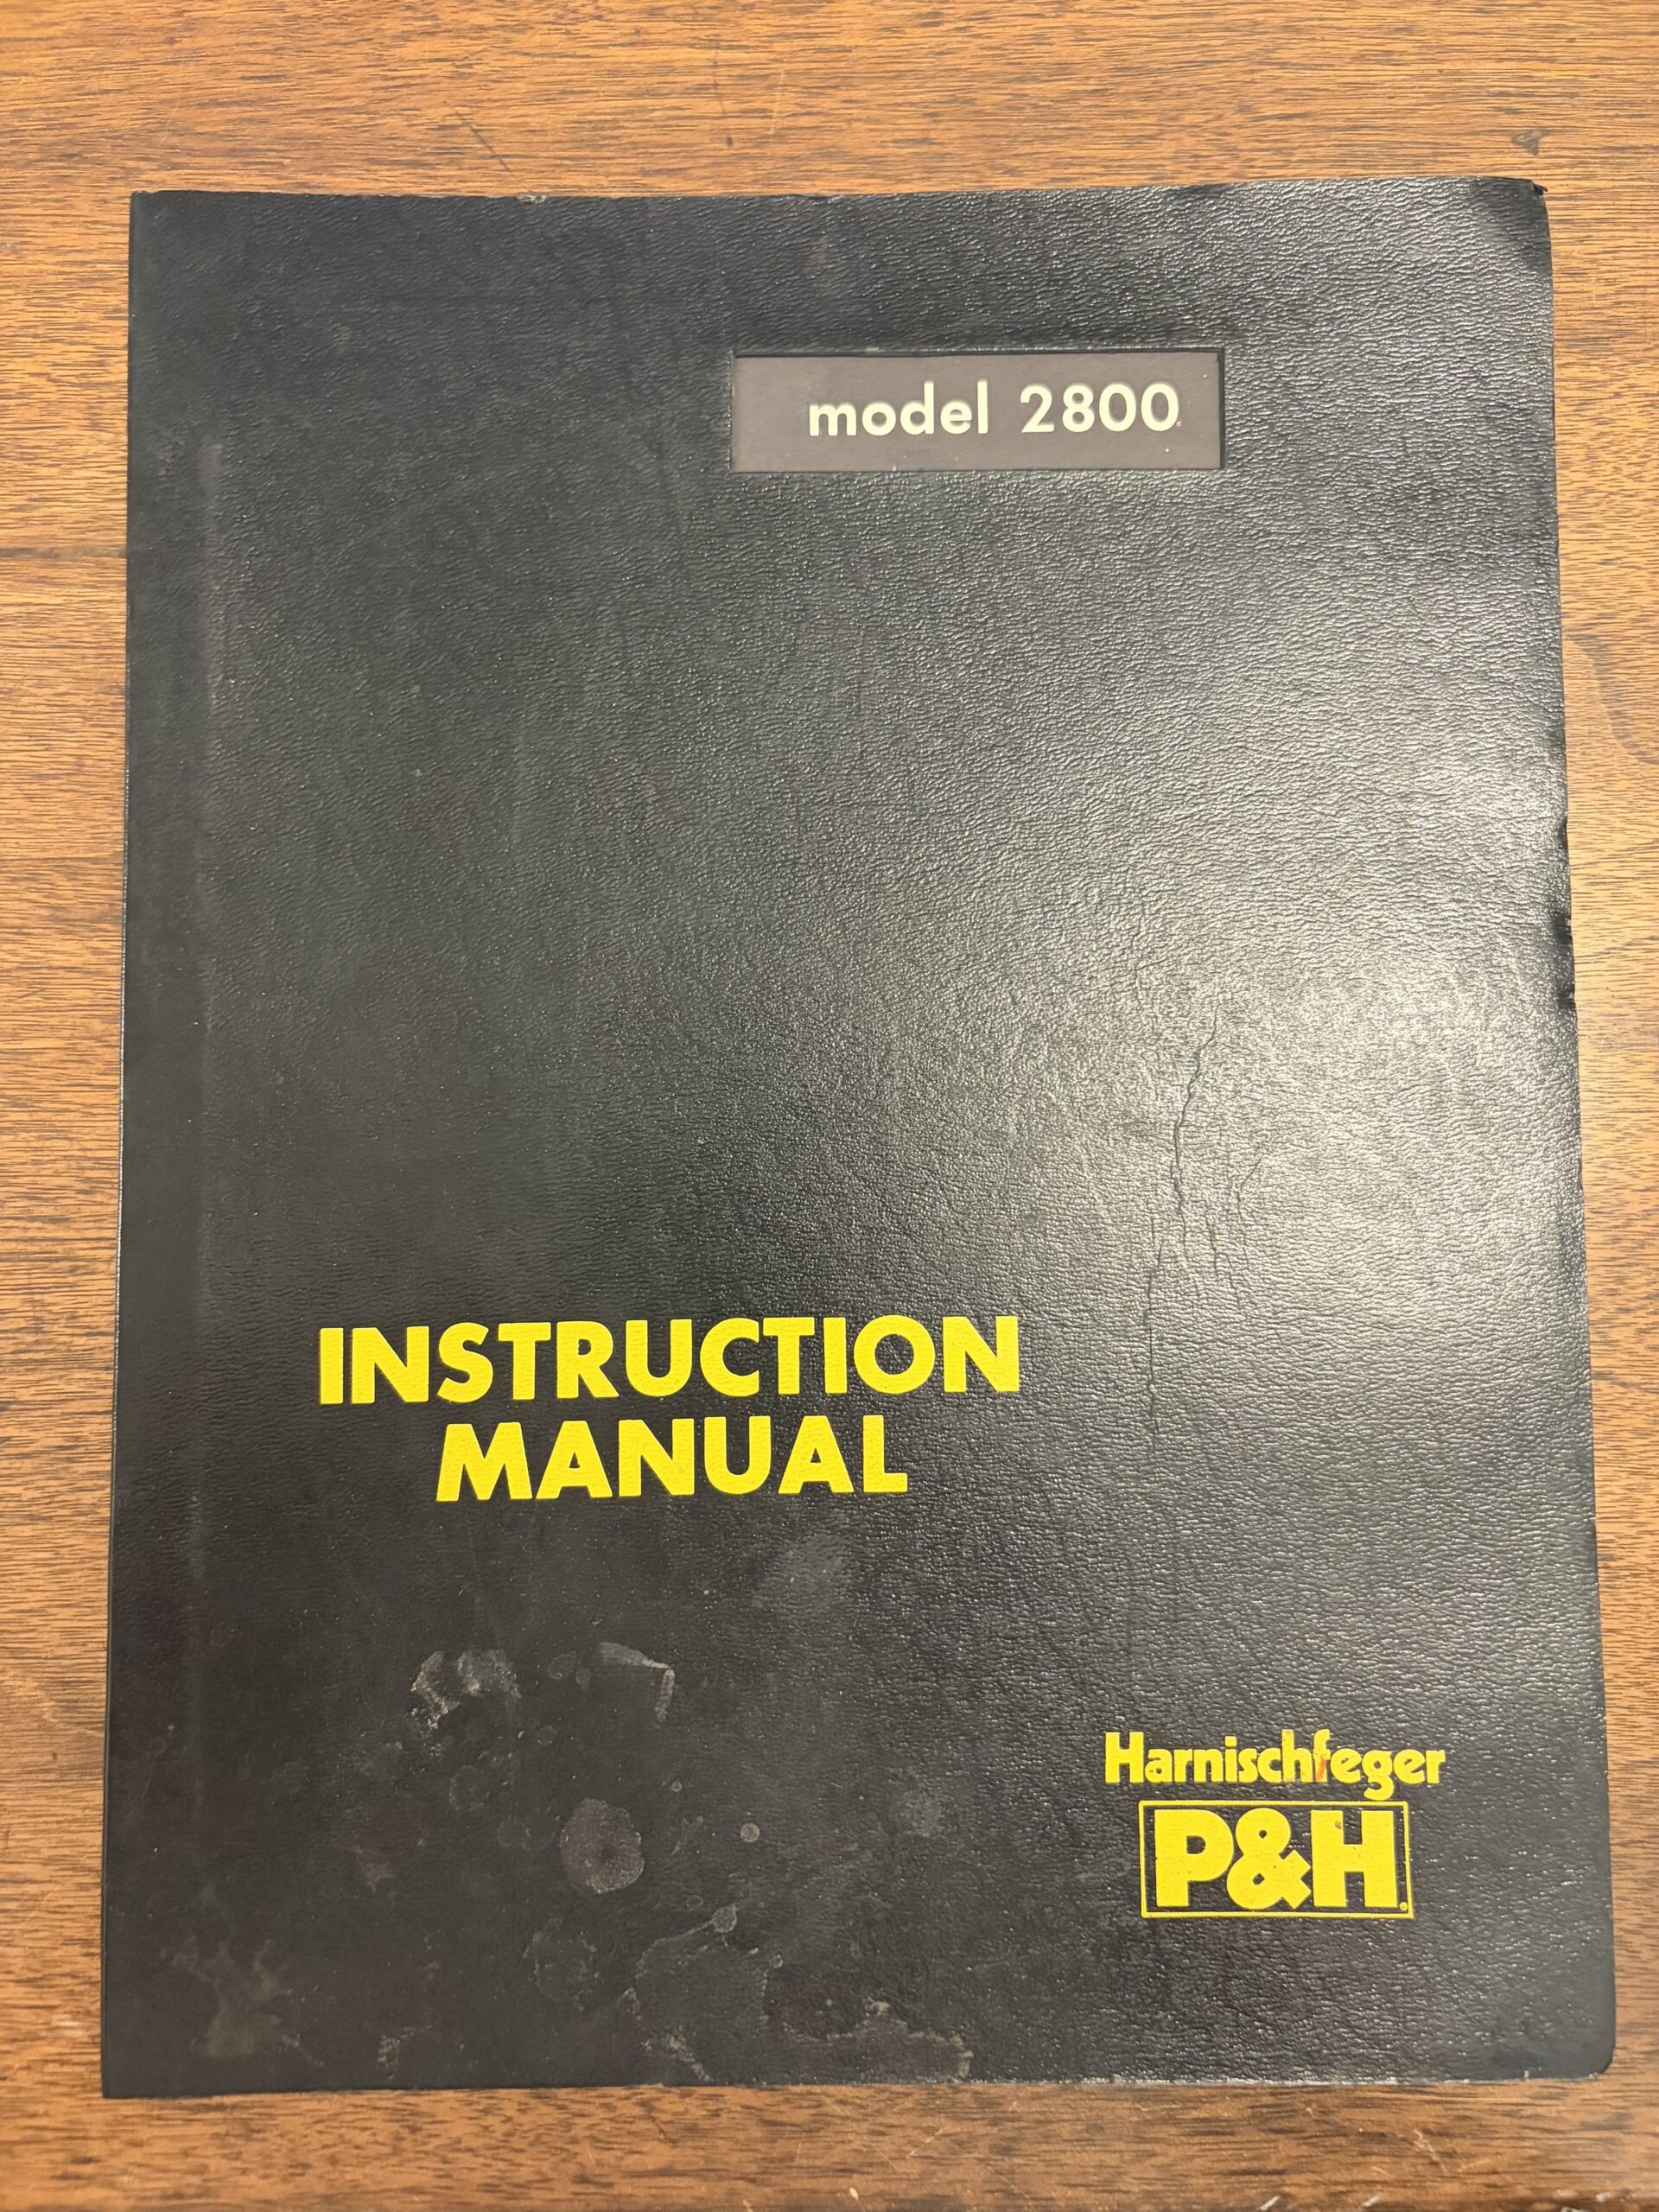 model 2800
INSTRUCTION
MANUAL
Harnischfeger
P&H®